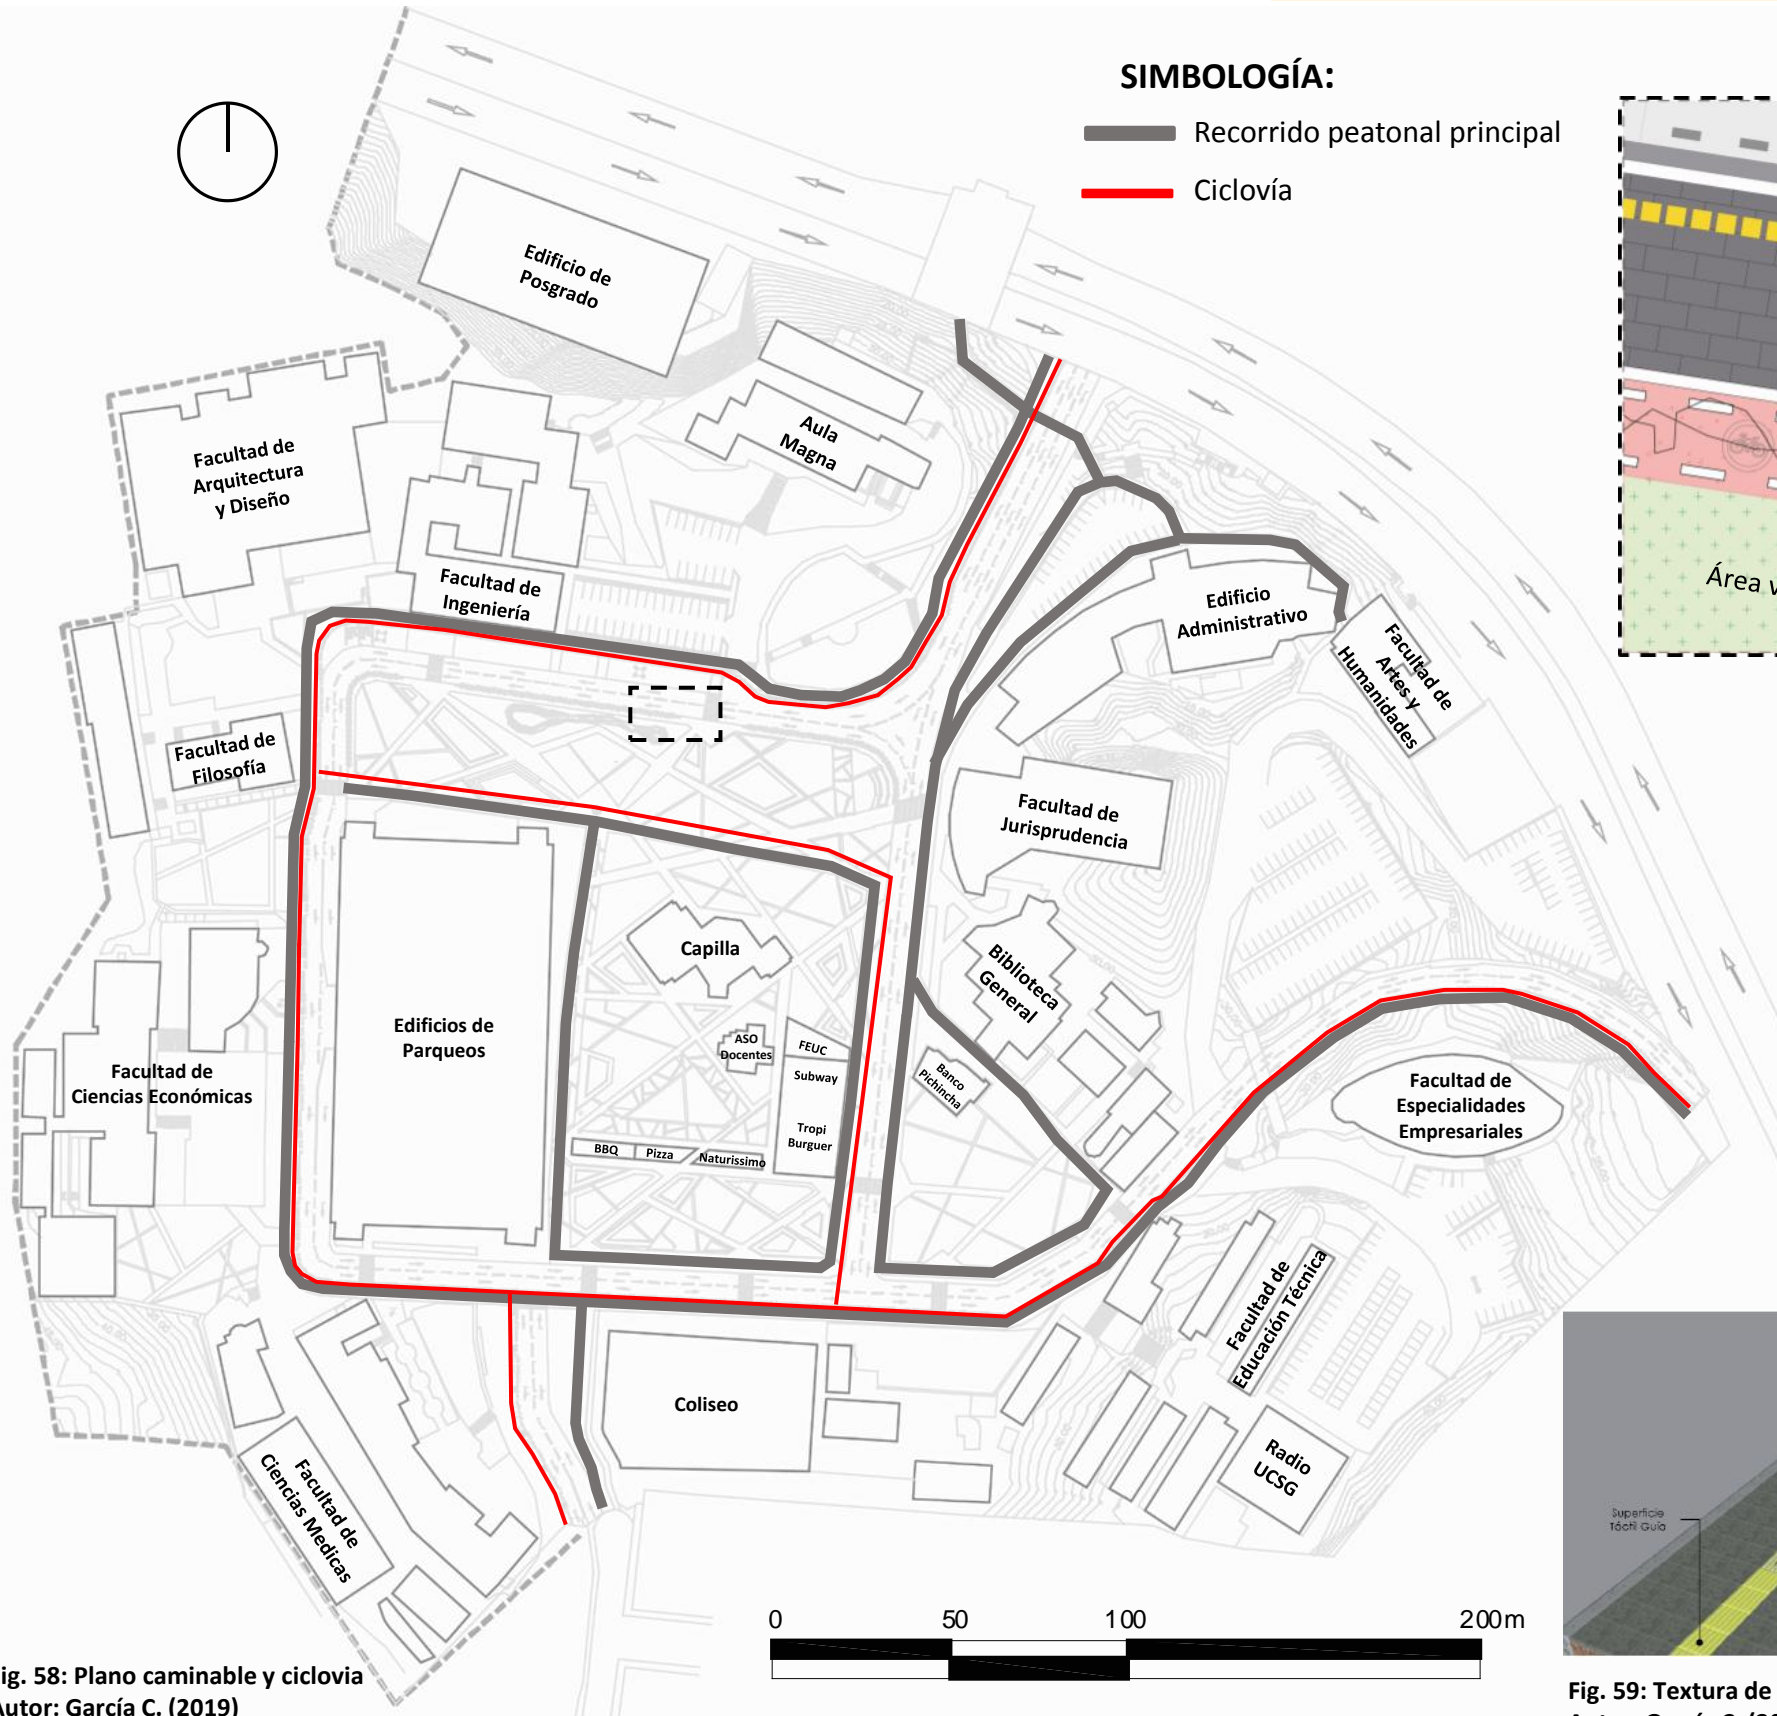 SIMBOLOGÍA:
Recorrido peatonal principal
Ciclovía
Edificio de
Posgrado
Aula
Magna
Facultad de
Arquitectura
y Diseño
Facultad de
Ingeniería
Edificio
Administrativo
Facultad de
Artes y
Humanidades
Área v
Facultad de
Filosofía
Facultad de
Jurisprudencia
Capilla
Biblioteca
General
Edificios de
Parqueos
ASO
Docentes
FEUC
Subway
Banco
Pichincha
Facultad de
Ciencias Económicas
Facultad de
Especialidades
Empresariales
Tropi
Burguer
BBQ
Pizza
Naturissimo
Facultad de
Educación Técnica
Coliseo
Radio
UCSG
Facultad de
Ciencias Medicas
Superficie
Táctil Guía
0 50 100 200m
ig. 58: Plano caminable y ciclovia
Autor: García C. (2019)
Fig. 59: Textura de